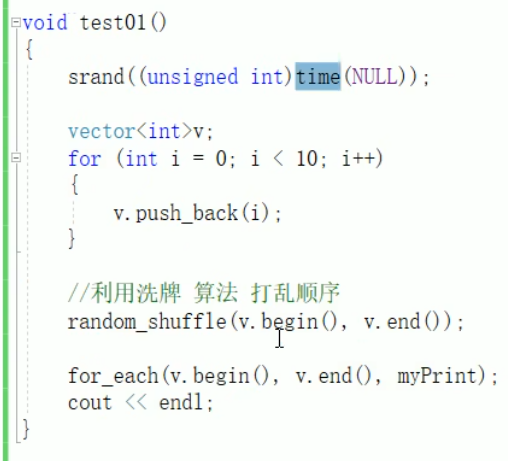 void test01()
{
    srand((unsigned int)time(NULL));
    vector<int>v;
    for (int i = 0; i < 10; i++)
    {
        v.push_back(i);
    }
    //利用洗牌 算法 打乱顺序
    random_shuffle(v.begin(), v.end());
    for_each(v.begin(), v.end(), myPrint);
    cout << endl;
}